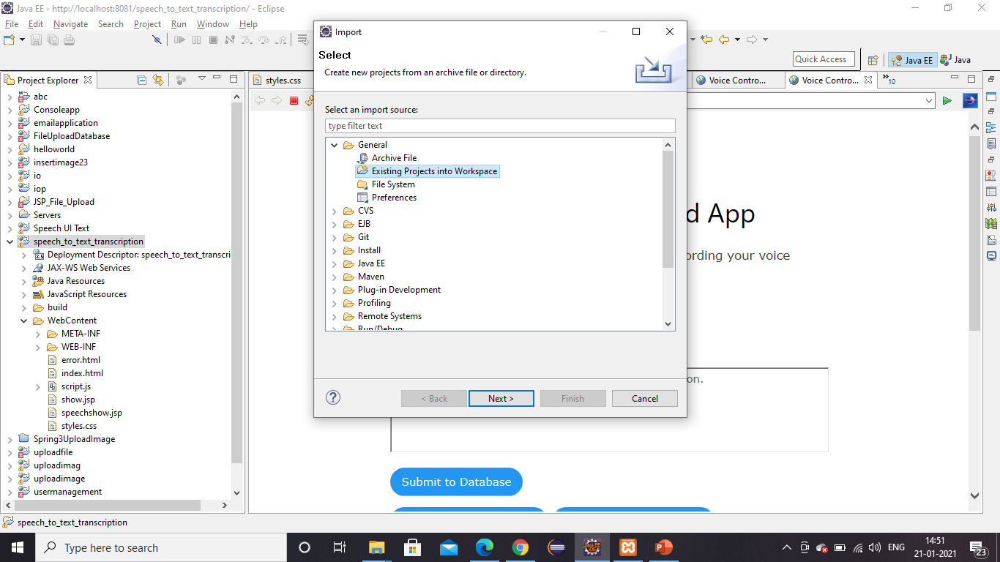 Java EE - http://localhost:8081/speech_to_text_transcription/ - Eclipse
File Edit Navigate Search Project Run Window Help
Quick Access
Java EE
Java
Project Explorer
styles.css
Voice Contro...
Voice Contro...
»10
abc
Consoleapp
emailapplication
FileUploadDatabase
helloworld
insertimage23
io
iop
JSP_File_Upload
Servers
Speech UI Text
speech_to_text_transcription
Deployment Descriptor: speech_to_text_transcri
JAX-WS Web Services
Java Resources
JavaScript Resources
build
WebContent
META-INF
WEB-INF
error.html
index.html
script.js
show.jsp
speechshow.jsp
styles.css
Spring3UploadImage
uploadfile
uploadimag
uploadimage
usermanagement
Import
Select
Create new projects from an archive file or directory.
Select an import source:
type filter text
General
Archive File
Existing Projects into Workspace
File System
Preferences
CVS
EJB
Git
Install
Java EE
Maven
Plug-in Development
Profiling
Remote Systems
Run/Debug
< Back
Next >
Finish
Cancel
d App
ording your voice
on.
Submit to Database
speech_to_text_transcription
Type here to search
ENG
14:51
21-01-2021
23